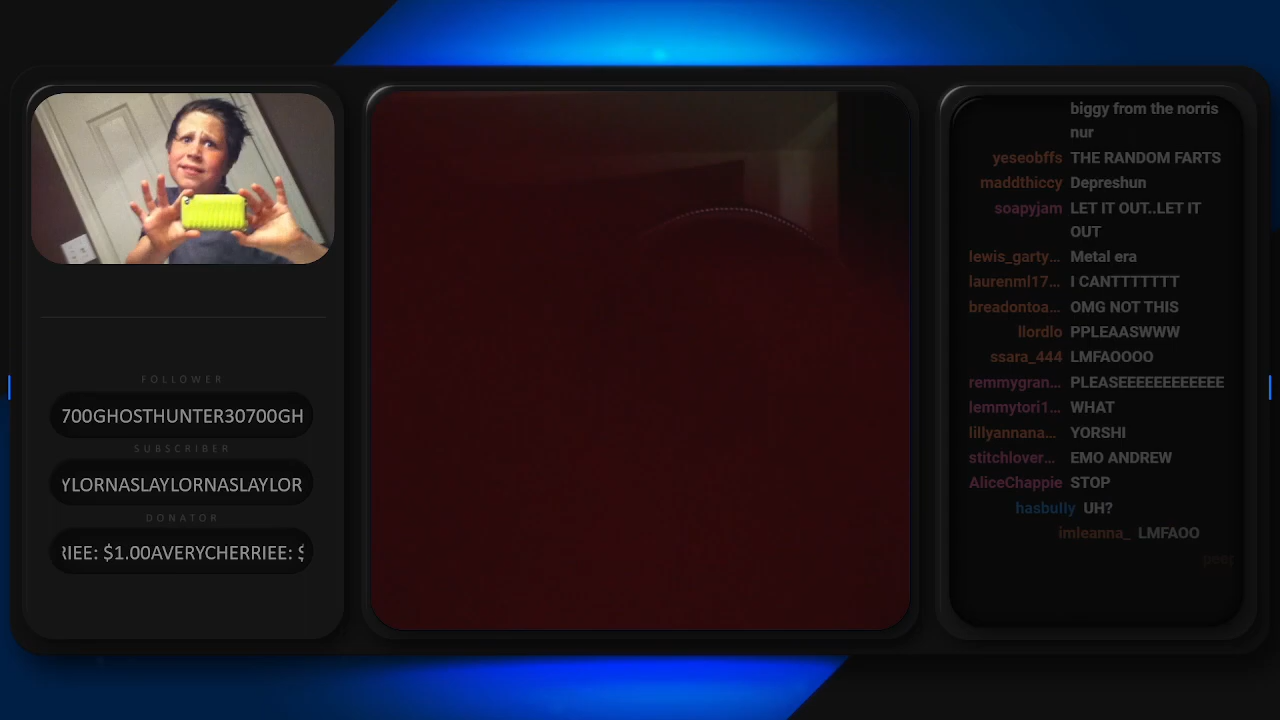 FOLLOWER
700GHOSTHUNTER30700GH
SUBSCRIBER
YLORNASLAYLORNASLAYLOR
DONATOR
RIEE: $1.00AVERYCHERRIEE: $
biggy from the norris
nur
yeseobffs THE RANDOM FARTS
maddthiccy Depreshun
soapyjam LET IT OUT..LET IT
OUT
lewis_garty... Metal era
laurenml17... I CANTTTTTTT
breadontoa... OMG NOT THIS
llordlo PPLEAASWWW
ssara_444 LMFAOOOO
remmygran... PLEASEEEEEEEEEEEE
lemmytori1... WHAT
lillyannana... YORSHI
stitchlover... EMO ANDREW
AliceChappie STOP
hasbully UH?
imleanna_ LMFAOO